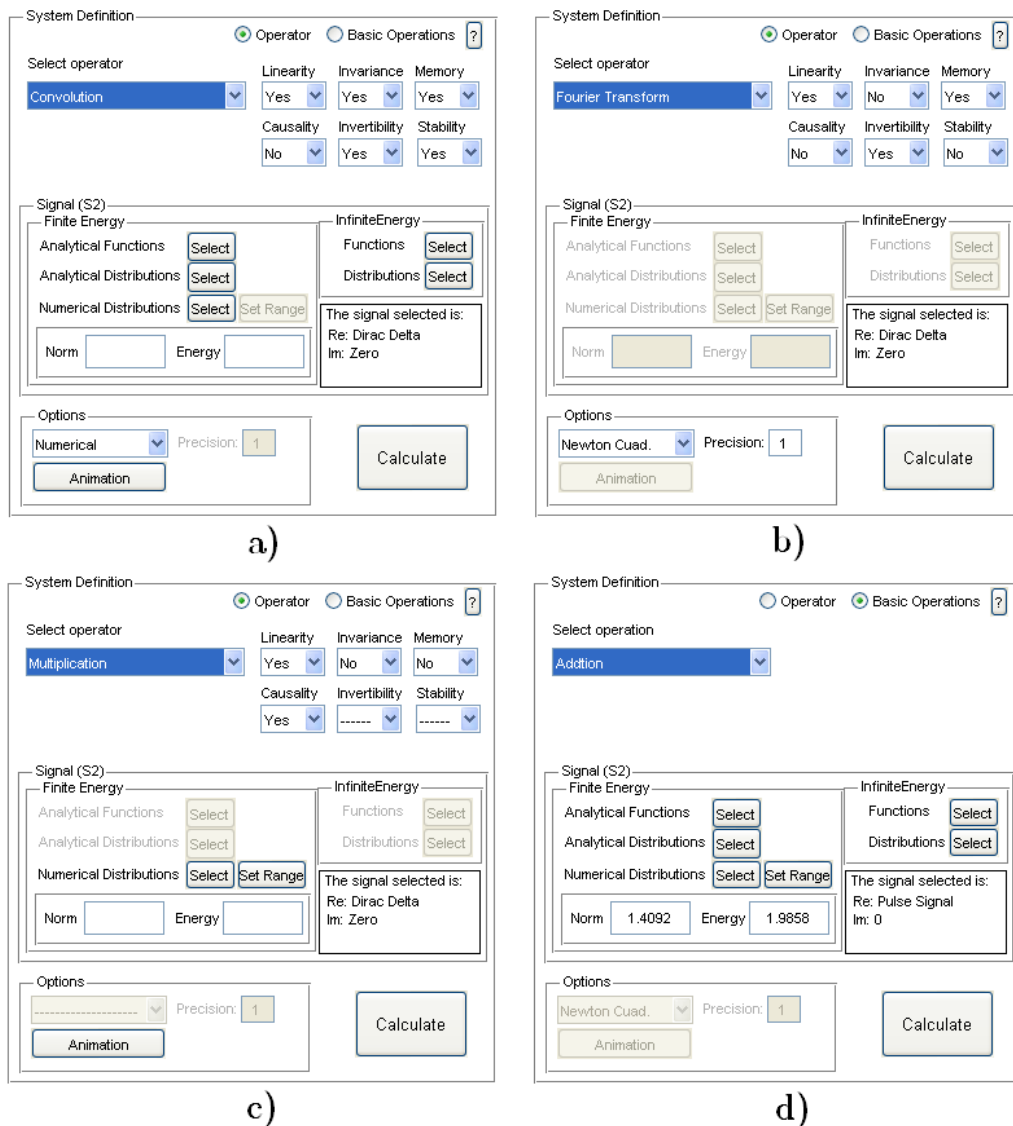 System Definition
Operator Basic Operations ?
Select operator
Linearity Invariance Memory
Convolution Yes Yes Yes
Causality Invertibility Stability
No Yes Yes
Signal (S2)
Finite Energy
InfiniteEnergy
Analytical Functions Select
Functions Select
Analytical Distributions Select
Distributions Select
Numerical Distributions Select Set Range
The signal selected is:
Re: Dirac Delta
Im: Zero
Norm Energy
Options
Numerical Precision: 1
Animation
Calculate
a)
System Definition
Operator Basic Operations ?
Select operator
Linearity Invariance Memory
Fourier Transform Yes No Yes
Causality Invertibility Stability
No Yes No
Signal (S2)
Finite Energy
InfiniteEnergy
Analytical Functions Select
Functions Select
Analytical Distributions Select
Distributions Select
Numerical Distributions Select Set Range
The signal selected is:
Re: Dirac Delta
Im: Zero
Norm Energy
Options
Newton Cuad. Precision: 1
Animation
Calculate
b)
System Definition
Operator Basic Operations ?
Select operator
Linearity Invariance Memory
Multiplication Yes No No
Causality Invertibility Stability
Yes ------ ------
Signal (S2)
Finite Energy
InfiniteEnergy
Analytical Functions Select
Functions Select
Analytical Distributions Select
Distributions Select
Numerical Distributions Select Set Range
The signal selected is:
Re: Dirac Delta
Im: Zero
Norm Energy
Options
--------------------- Precision: 1
Animation
Calculate
c)
System Definition
Operator Basic Operations ?
Select operation
Addtion
Signal (S2)
Finite Energy
InfiniteEnergy
Analytical Functions Select
Functions Select
Analytical Distributions Select
Distributions Select
Numerical Distributions Select Set Range
The signal selected is:
Re: Pulse Signal
Im: 0
Norm 1.4092 Energy 1.9858
Options
Newton Cuad. Precision: 1
Animation
Calculate
d)